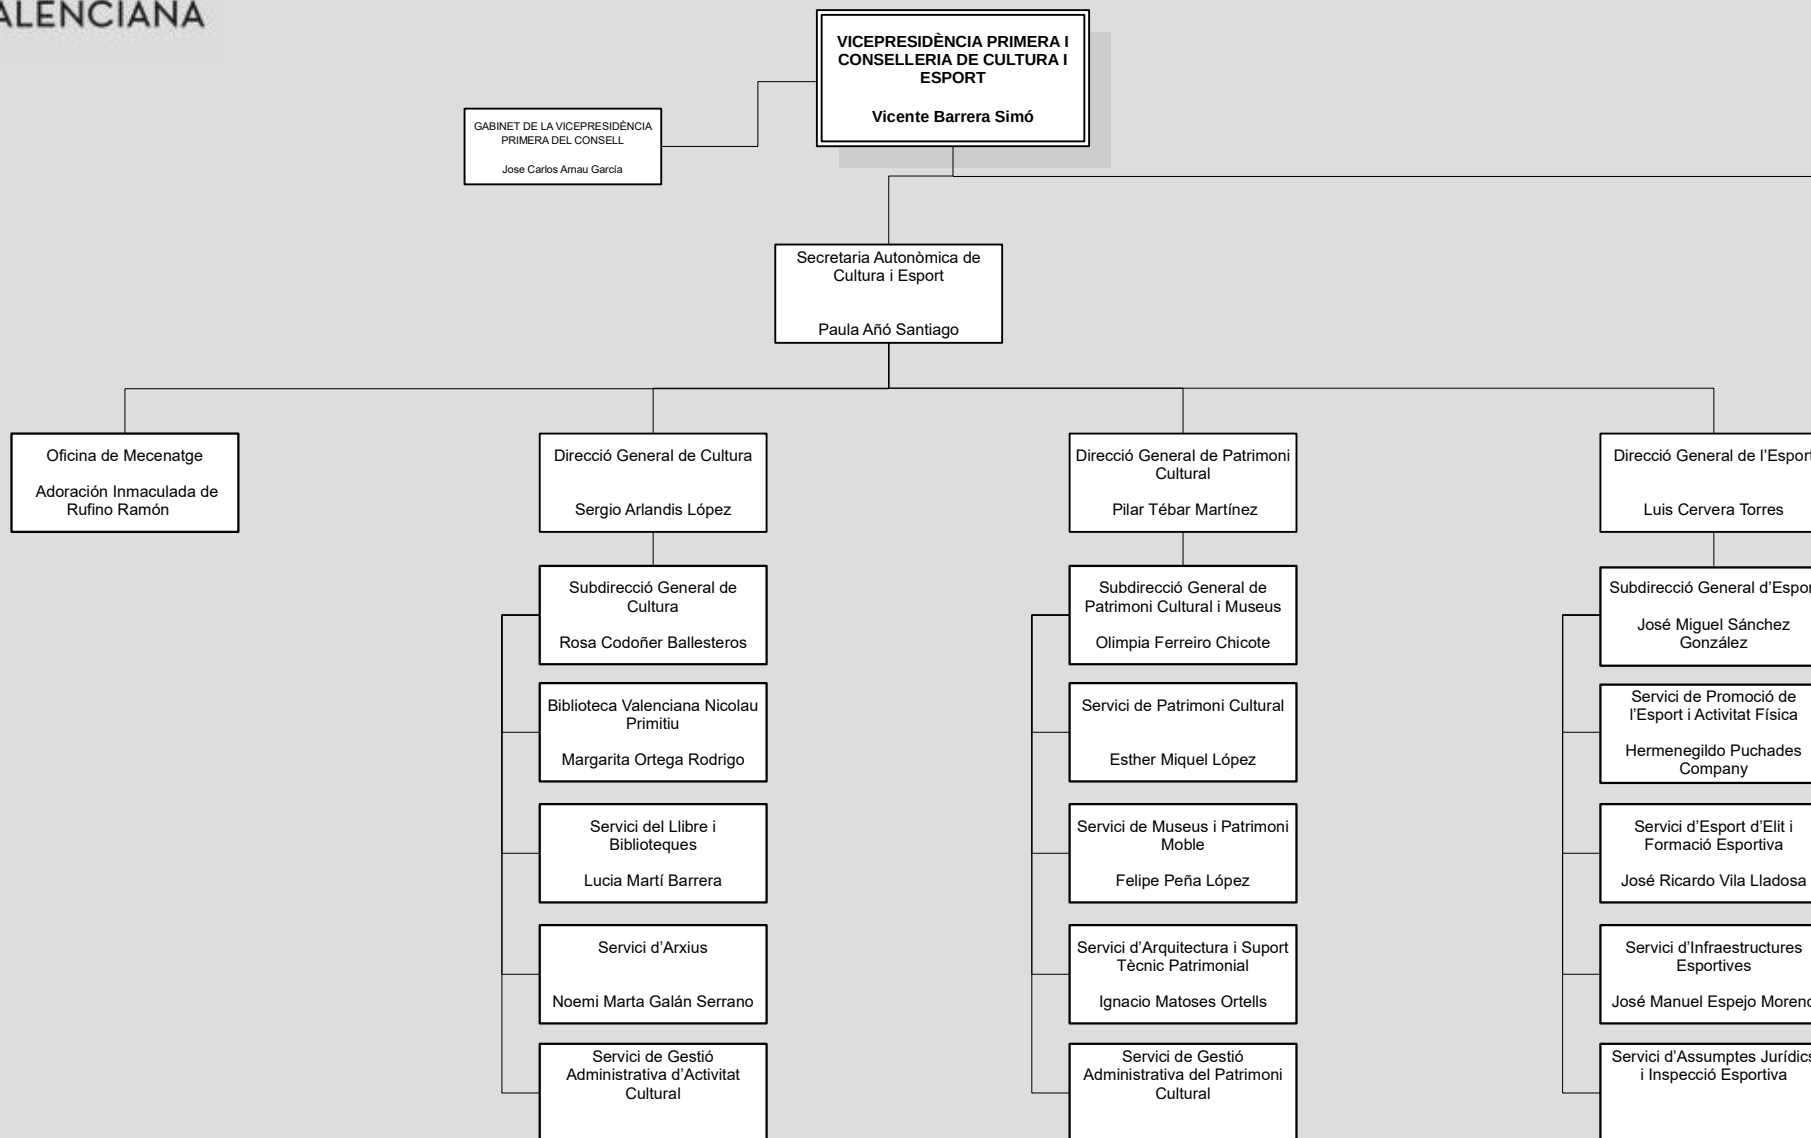 ALENCIANA
VICEPRESIDÈNCIA PRIMERA I
CONSELLERIA DE CULTURA I
ESPORT
Vicente Barrera Simó
GABINET DE LA VICEPRESIDÈNCIA
PRIMERA DEL CONSELL
Jose Carlos Arnau García
Secretaria Autonòmica de
Cultura i Esport
Paula Añó Santiago
Oficina de Mecenatge
Adoración Inmaculada de
Rufino Ramón
Direcció General de Cultura
Sergio Arlandis López
Direcció General de Patrimoni
Cultural
Pilar Tébar Martínez
Direcció General de l’Esport
Luis Cervera Torres
Subdirecció General de
Cultura
Rosa Codoñer Ballesteros
Subdirecció General de
Patrimoni Cultural i Museus
Olimpia Ferreiro Chicote
Subdirecció General d’Espor
José Miguel Sánchez
González
Biblioteca Valenciana Nicolau
Primitiu
Margarita Ortega Rodrigo
Servici de Patrimoni Cultural
Esther Miquel López
Servici de Promoció de
l’Esport i Activitat Física
Hermenegildo Puchades
Company
Servici del Llibre i
Biblioteques
Lucia Martí Barrera
Servici de Museus i Patrimoni
Moble
Felipe Peña López
Servici d’Esport d’Elit i
Formació Esportiva
José Ricardo Vila Lladosa
Servici d’Arxius
Noemi Marta Galán Serrano
Servici d’Arquitectura i Suport
Tècnic Patrimonial
Ignacio Matoses Ortells
Servici d’Infraestructures
Esportives
José Manuel Espejo Moreno
Servici de Gestió
Administrativa d’Activitat
Cultural
Servici de Gestió
Administrativa del Patrimoni
Cultural
Servici d’Assumptes Jurídics
i Inspecció Esportiva